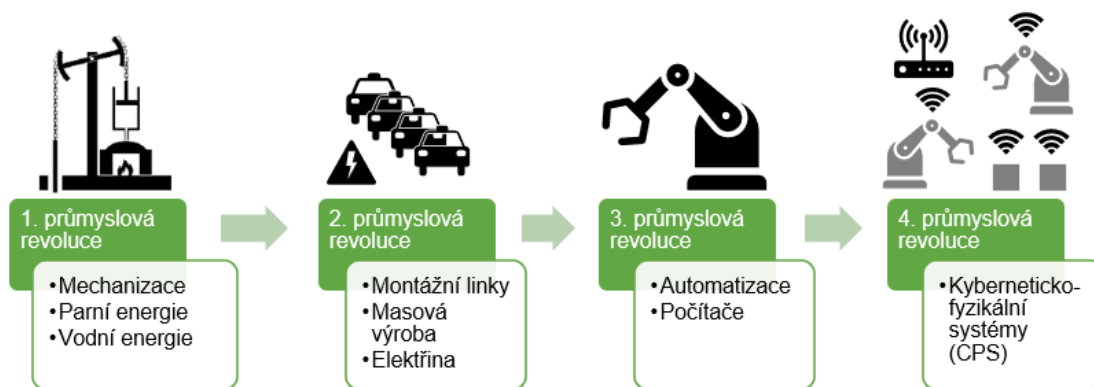 1. průmyslová
revoluce
•Mechanizace
•Parní energie
•Vodní energie
2. průmyslová
revoluce
•Montážní linky
•Masová
výroba
•Elektřina
3. průmyslová
revoluce
•Automatizace
•Počítače
4. průmyslová
revoluce
•Kyberneticko-
fyzikální
systémy
(CPS)